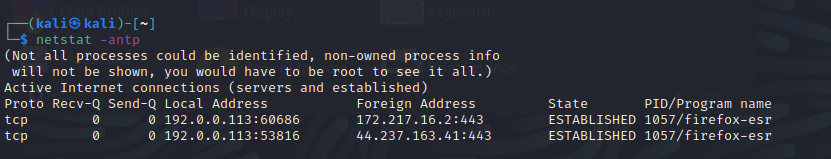 Color Profiles Display Keyboard
┌──(kali㉿kali)-[~]
└─$ netstat -antp
(Not all processes could be identified, non-owned process info
 will not be shown, you would have to be root to see it all.)
Active Internet connections (servers and established)
Proto Recv-Q Send-Q Local Address           Foreign Address         State       PID/Program name
tcp        0      0 192.0.0.113:60686       172.217.16.2:443        ESTABLISHED 1057/firefox-esr
tcp        0      0 192.0.0.113:53816       44.237.163.41:443       ESTABLISHED 1057/firefox-esr